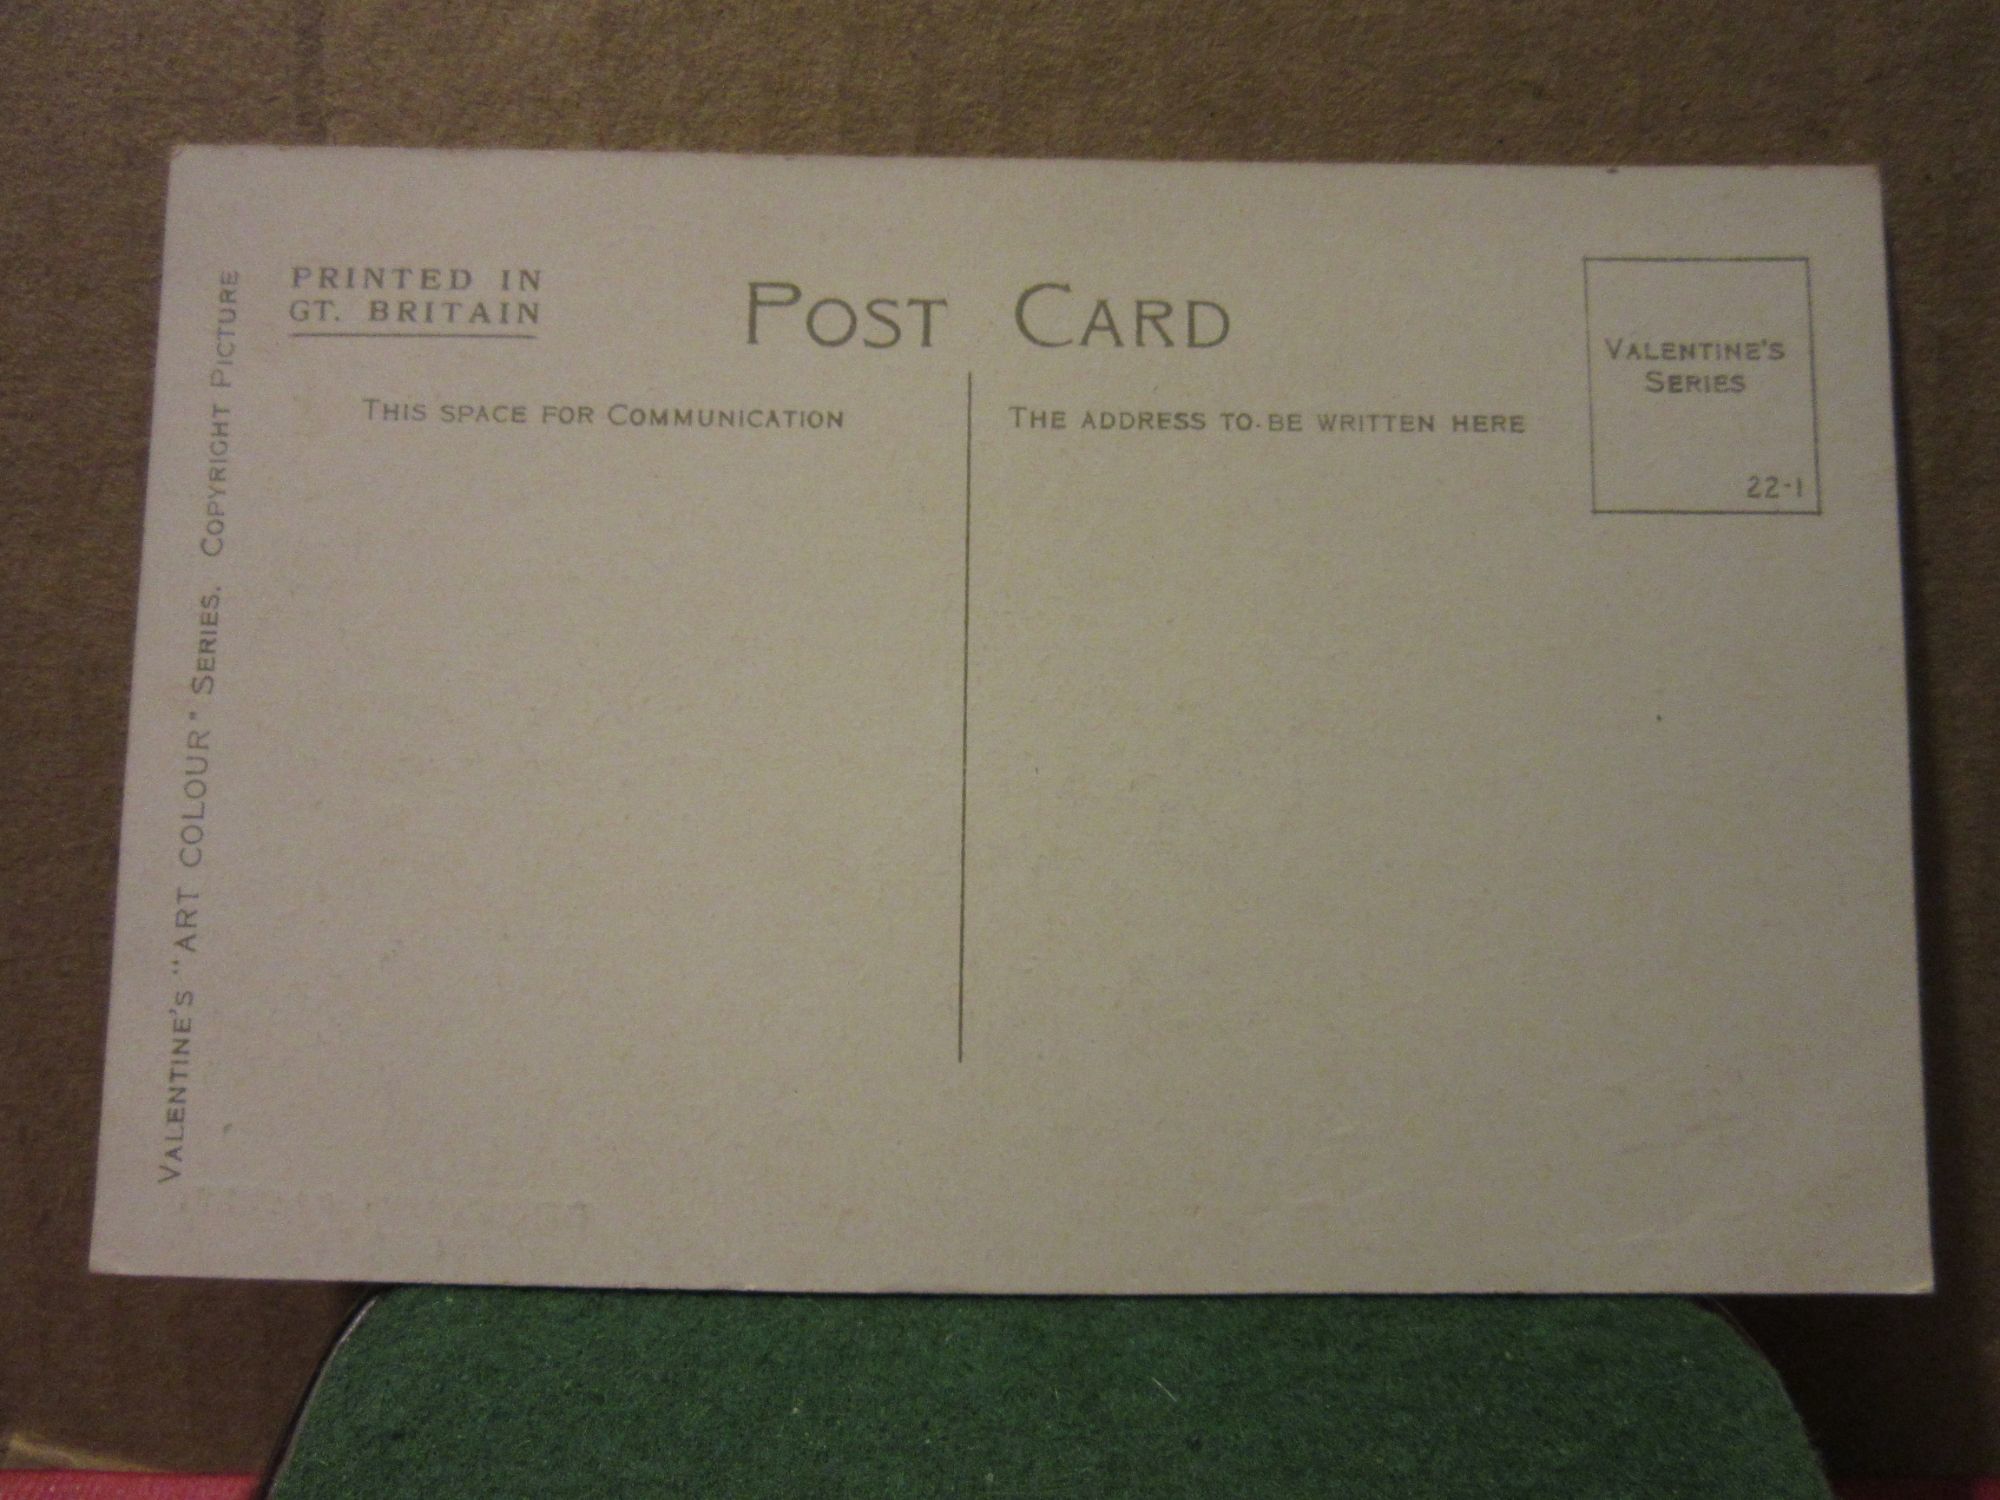 PRINTED IN
GT. BRITAIN
POST CARD
THIS SPACE FOR COMMUNICATION
THE ADDRESS TO BE WRITTEN HERE
VALENTINE'S
SERIES
22-1
VALENTINE'S "ART COLOUR" SERIES. COPYRIGHT PICTURE